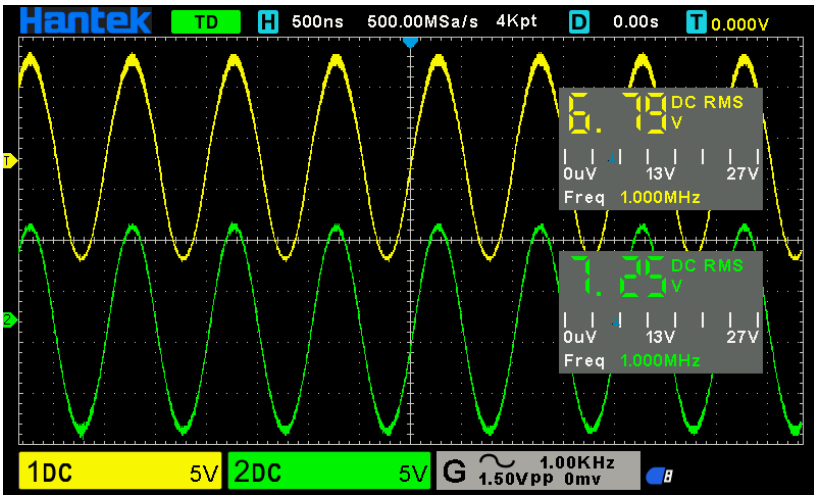 Hantek TD H 500ns 500.00MSa/s 4Kpt D 0.00s T 0.000V
T
6.79 DC RMS
V
0uV 13V 27V
Freq 1.000MHz
7.25 DC RMS
V
2
0uV 13V 27V
Freq 1.000MHz
1DC 5V 2DC 5V G 1.00KHz
1.50Vpp 0mv